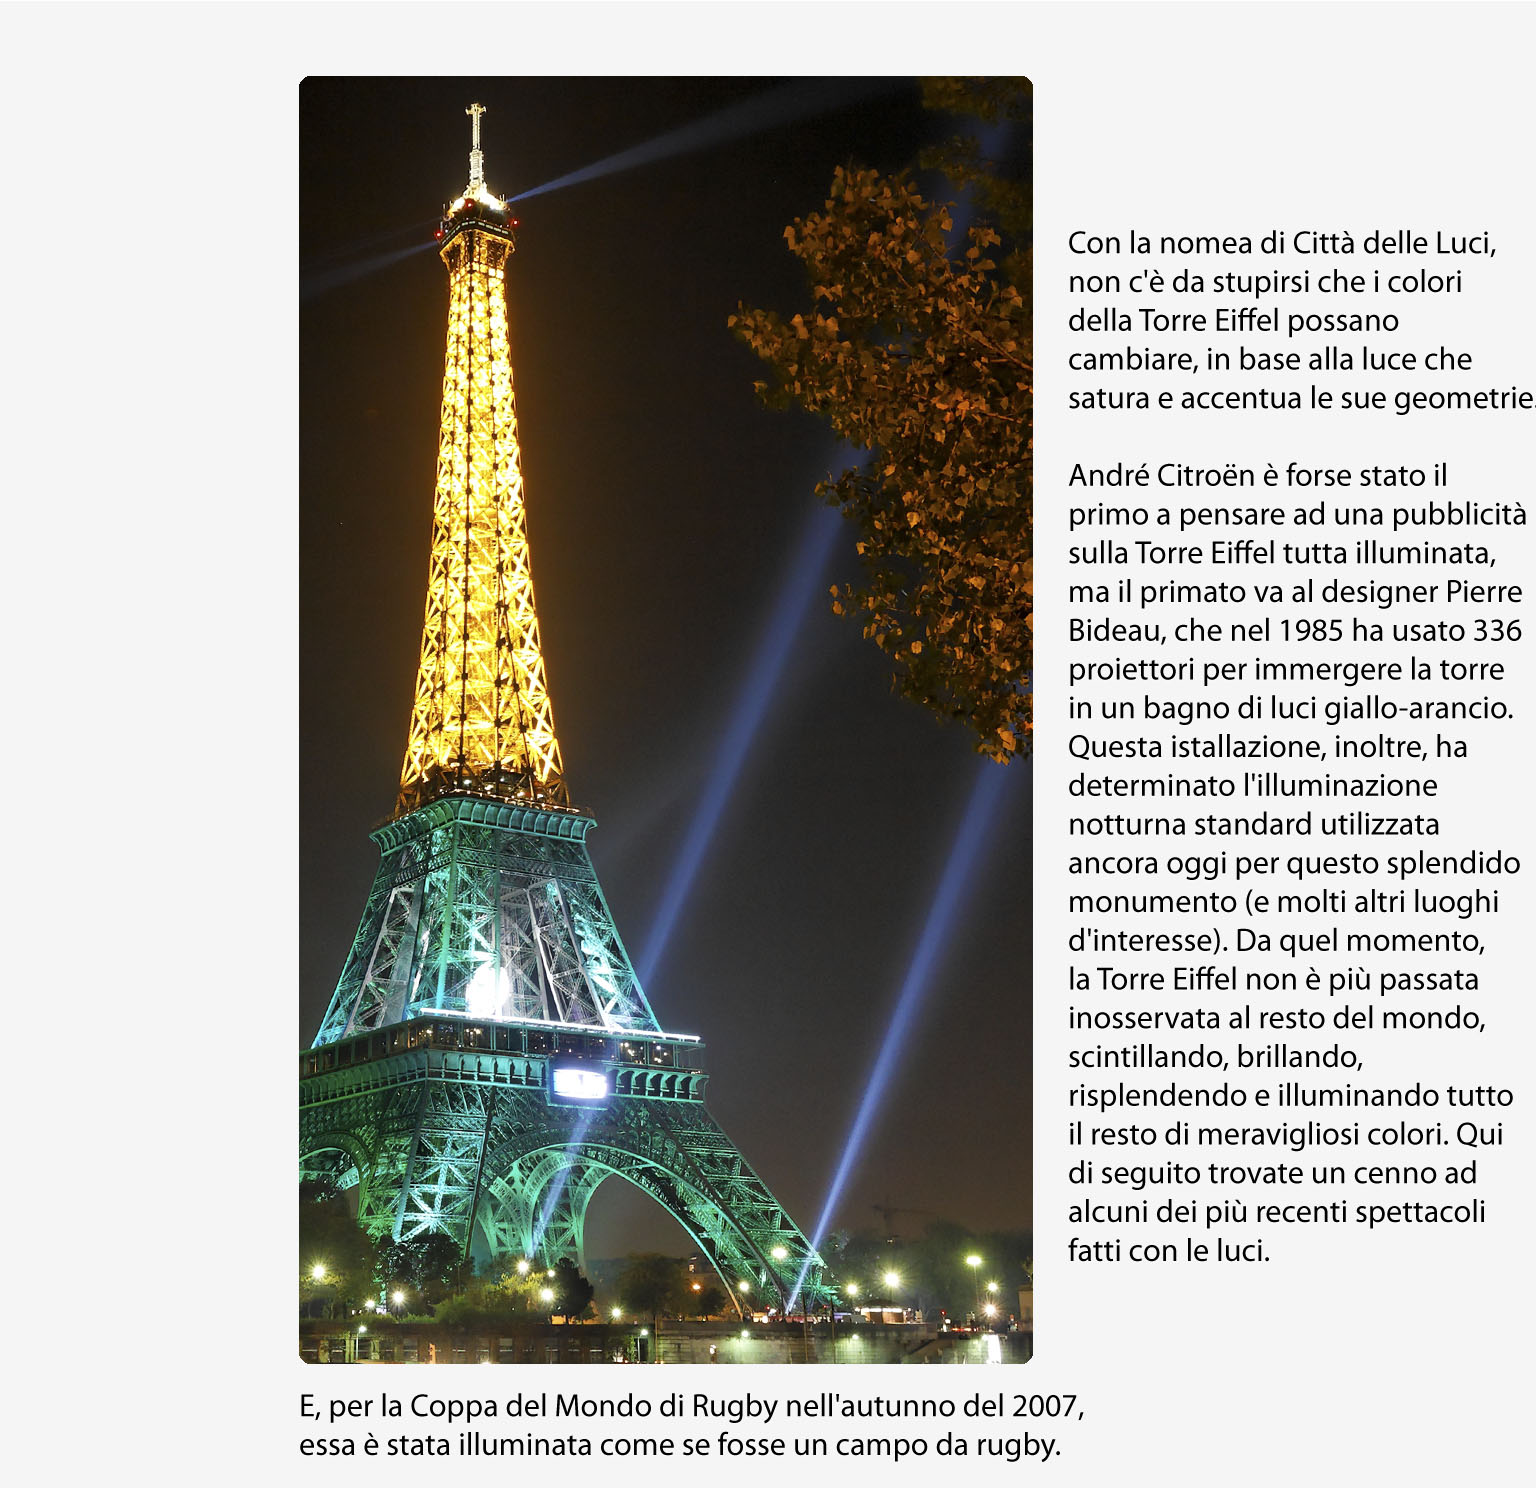 Con la nomea di Città delle Luci,
non c'è da stupirsi che i colori
della Torre Eiffel possano
cambiare, in base alla luce che
satura e accentua le sue geometrie.
André Citroën è forse stato il
primo a pensare ad una pubblicità
sulla Torre Eiffel tutta illuminata,
ma il primato va al designer Pierre
Bideau, che nel 1985 ha usato 336
proiettori per immergere la torre
in un bagno di luci giallo-arancio.
Questa istallazione, inoltre, ha
determinato l'illuminazione
notturna standard utilizzata
ancora oggi per questo splendido
monumento (e molti altri luoghi
d'interesse). Da quel momento,
la Torre Eiffel non è più passata
inosservata al resto del mondo,
scintillando, brillando,
risplendendo e illuminando tutto
il resto di meravigliosi colori. Qui
di seguito trovate un cenno ad
alcuni dei più recenti spettacoli
fatti con le luci.
E, per la Coppa del Mondo di Rugby nell'autunno del 2007,
essa è stata illuminata come se fosse un campo da rugby.